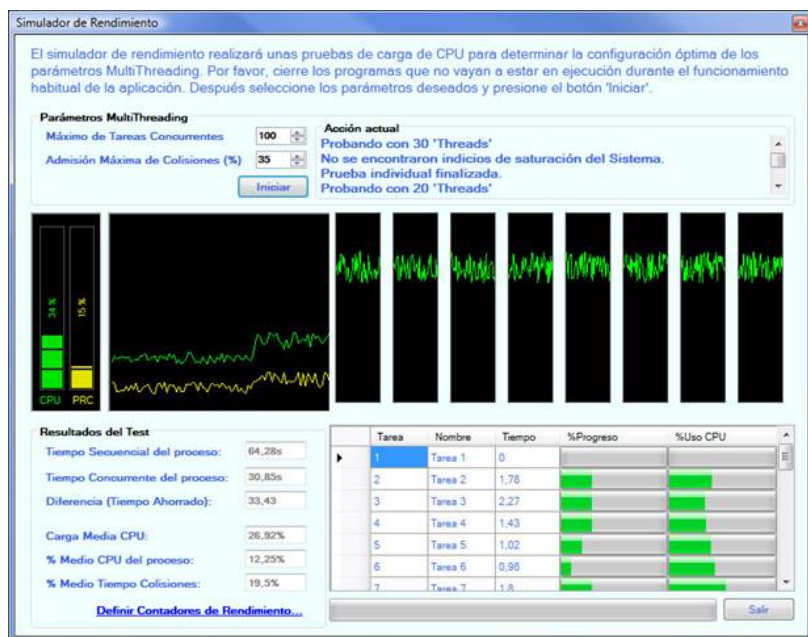 Simulador de Rendimiento
El simulador de rendimiento realizará unas pruebas de carga de CPU para determinar la configuración óptima de los
parámetros MultiThreading. Por favor, cierre los programas que no vayan a estar en ejecución durante el funcionamiento
habitual de la aplicación. Después seleccione los parámetros deseados y presione el botón 'Iniciar'.
Parámetros MultiThreading
Máximo de Tareas Concurrentes 100
Admisión Máxima de Colisiones (%) 35
Iniciar
Acción actual
Probando con 30 'Threads'
No se encontraron indicios de saturación del Sistema.
Prueba individual finalizada.
Probando con 20 'Threads'
34 % 15 %
CPU PRC
Resultados del Test
Tiempo Secuencial del proceso: 64,28s
Tiempo Concurrente del proceso: 30,85s
Diferencia (Tiempo Ahorrado): 33,43
Carga Media CPU: 26,92%
% Medio CPU del proceso: 12,25%
% Medio Tiempo Colisiones: 19,5%
Definir Contadores de Rendimiento...
Tarea Nombre Tiempo %Progreso %Uso CPU
1 Tarea 1 0
2 Tarea 2 1,78
3 Tarea 3 2,27
4 Tarea 4 1,43
5 Tarea 5 1,02
6 Tarea 6 0,98
7 Tarea 7 1,8
Salir